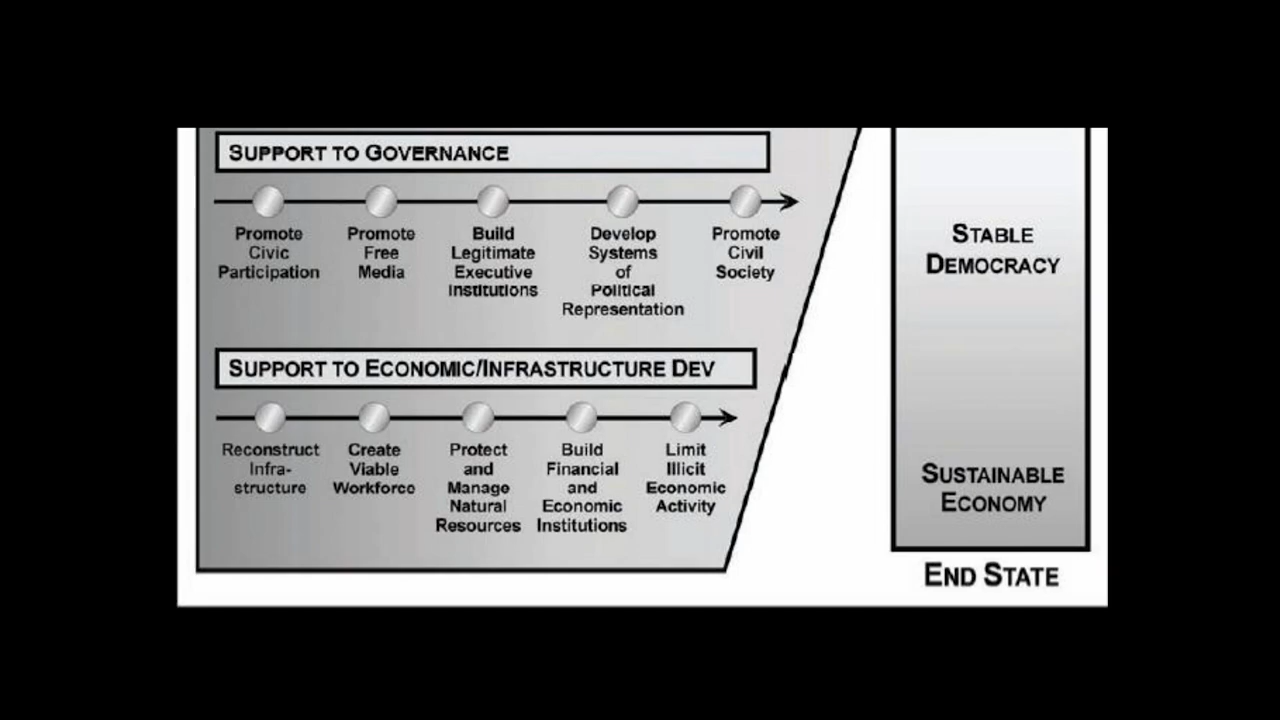 SUPPORT TO GOVERNANCE
Promote
Civic
Participation
Promote
Free
Media
Build
Legitimate
Executive
Institutions
Develop
Systems
of
Political
Representation
Promote
Civil
Society
SUPPORT TO ECONOMIC/INFRASTRUCTURE DEV
Reconstruct
Infra-
structure
Create
Viable
Workforce
Protect
and
Manage
Natural
Resources
Build
Financial
and
Economic
Institutions
Limit
Illicit
Economic
Activity
STABLE
DEMOCRACY
SUSTAINABLE
ECONOMY
END STATE